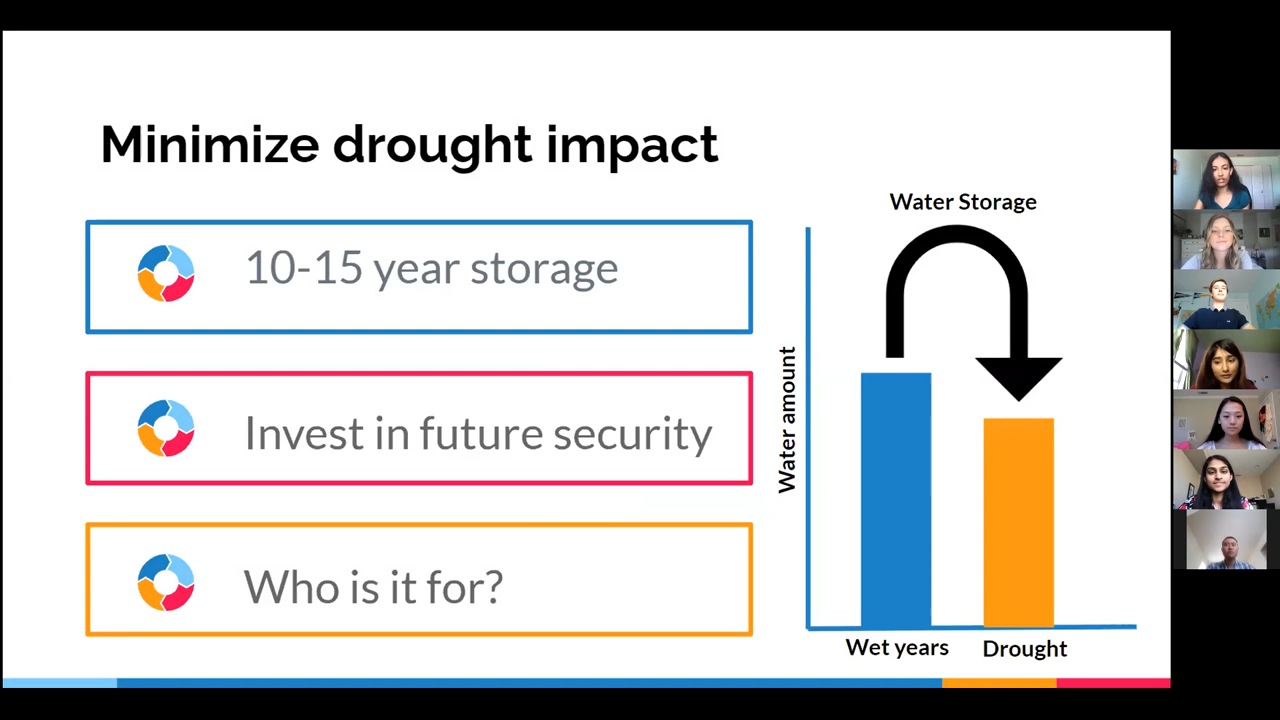 Minimize drought impact
10-15 year storage
Invest in future security
Who is it for?
Water Storage
Water amount
Wet years
Drought